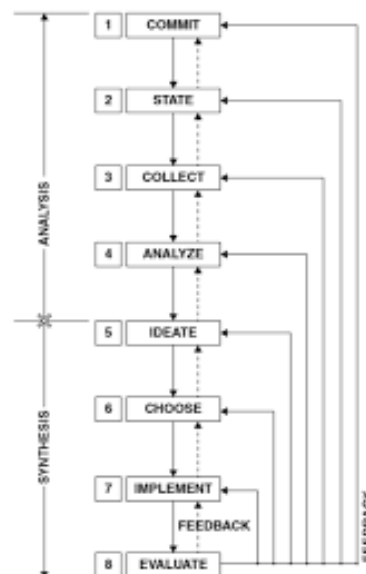 1 COMMIT
2 STATE
3 COLLECT
ANALYSIS
4 ANALYZE
5 IDEATE
6 CHOOSE
SYNTHESIS
7 IMPLEMENT
FEEDBACK
FEEDBACK
8 EVALUATE